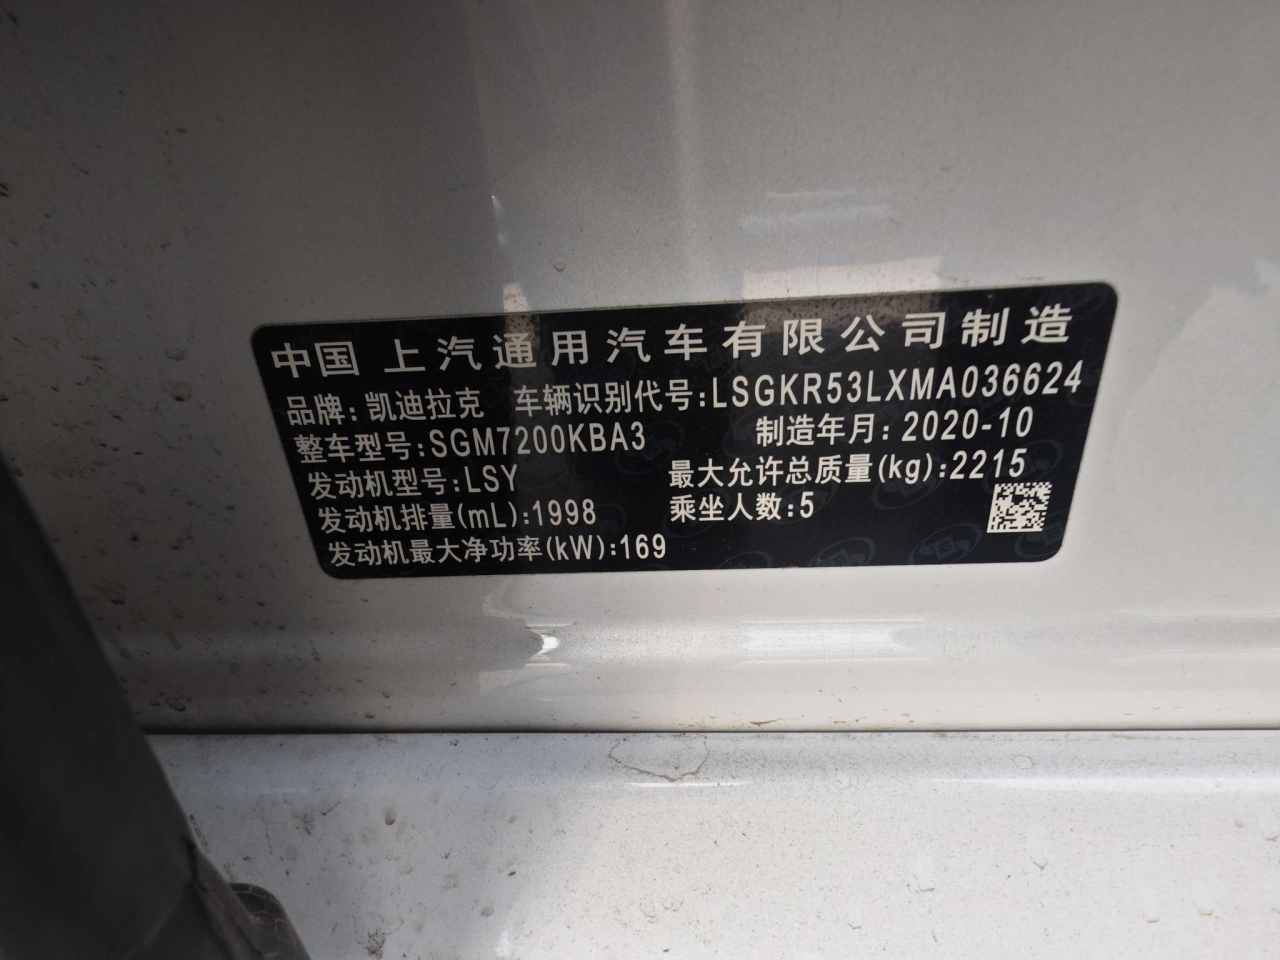 中国 上汽通用汽车有限公司制造
品牌: 凯迪拉克 车辆识别代号:LSGKR53LXMA036624
整车型号:SGM7200KBA3 制造年月: 2020-10
发动机型号:LSY 最大允许总质量(kg):2215
发动机排量(mL):1998 乘坐人数:5
发动机最大净功率(kW):169